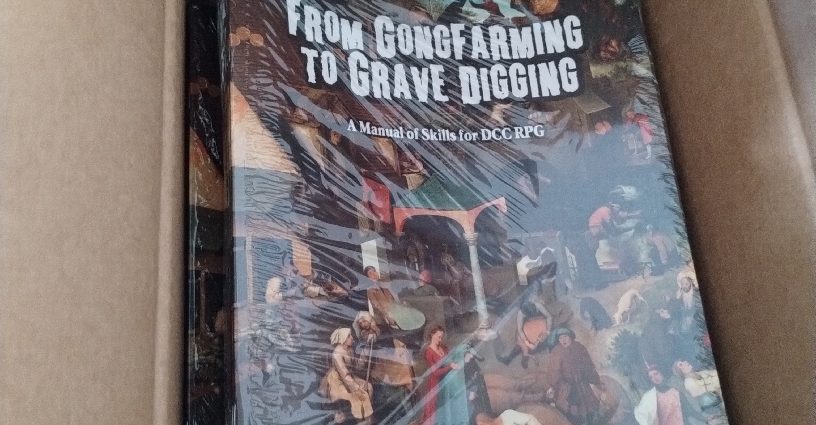 FROM GONGFARMING
TO GRAVE DIGGING
A Manual of Skills for DCC RPG